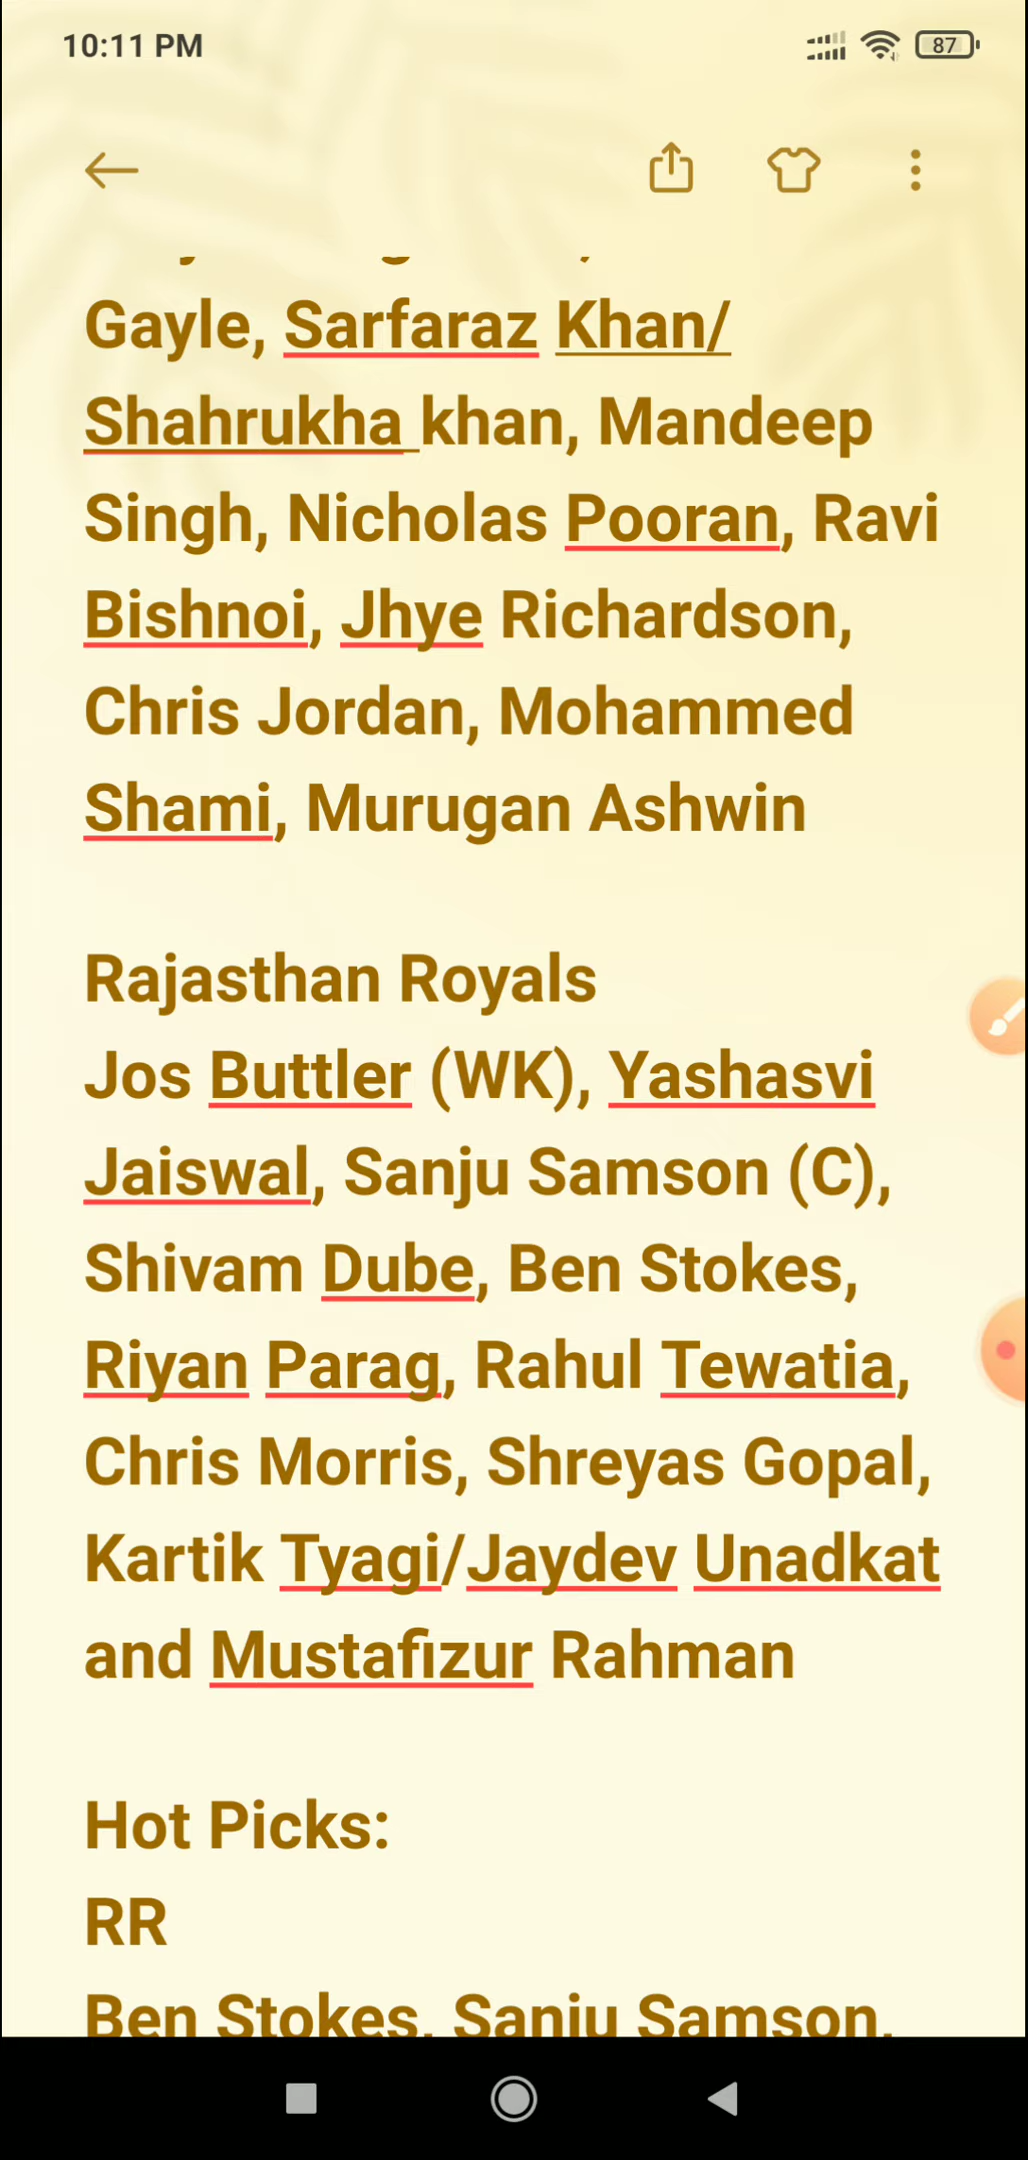 10:11 PM
87
Gayle, Sarfaraz Khan/
Shahrukha khan, Mandeep
Singh, Nicholas Pooran, Ravi
Bishnoi, Jhye Richardson,
Chris Jordan, Mohammed
Shami, Murugan Ashwin
Rajasthan Royals
Jos Buttler (WK), Yashasvi
Jaiswal, Sanju Samson (C),
Shivam Dube, Ben Stokes,
Riyan Parag, Rahul Tewatia,
Chris Morris, Shreyas Gopal,
Kartik Tyagi/Jaydev Unadkat
and Mustafizur Rahman
Hot Picks:
RR
Ben Stokes, Sanju Samson,